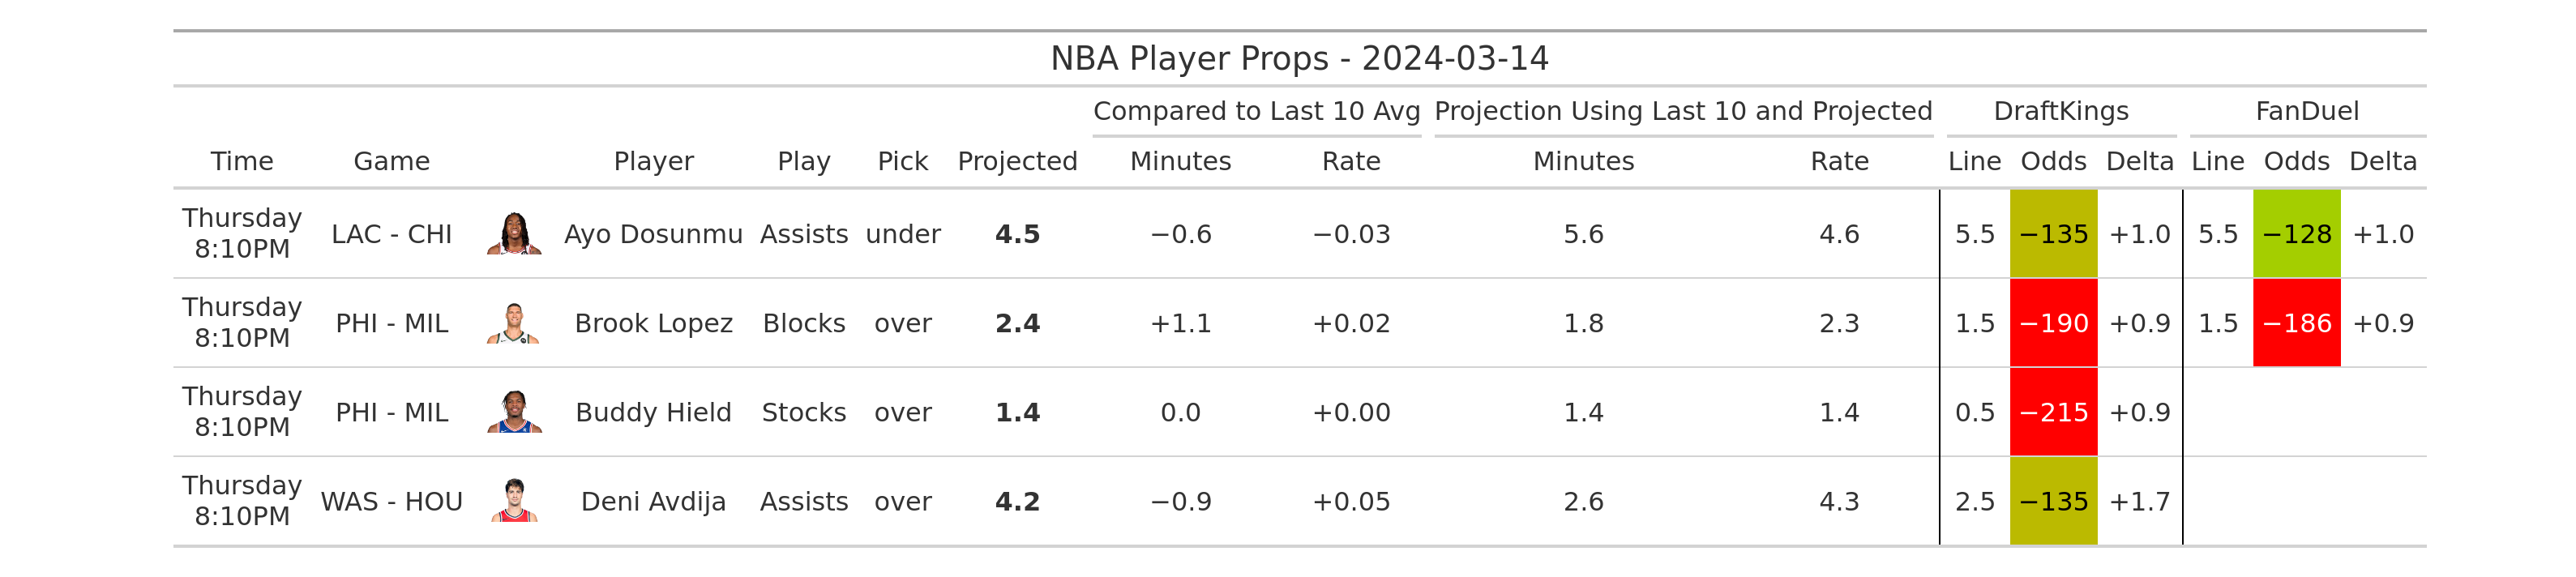 NBA Player Props - 2024-03-14
Compared to Last 10 Avg Projection Using Last 10 and Projected DraftKings FanDuel
Time Game Player Play Pick Projected Minutes Rate Minutes Rate Line Odds Delta Line Odds Delta
Thursday
8:10PM LAC - CHI Ayo Dosunmu Assists under 4.5 −0.6 −0.03 5.6 4.6 5.5 −135 +1.0 5.5 −128 +1.0
Thursday
8:10PM PHI - MIL Brook Lopez Blocks over 2.4 +1.1 +0.02 1.8 2.3 1.5 −190 +0.9 1.5 −186 +0.9
Thursday
8:10PM PHI - MIL Buddy Hield Stocks over 1.4 0.0 +0.00 1.4 1.4 0.5 −215 +0.9
Thursday
8:10PM WAS - HOU Deni Avdija Assists over 4.2 −0.9 +0.05 2.6 4.3 2.5 −135 +1.7